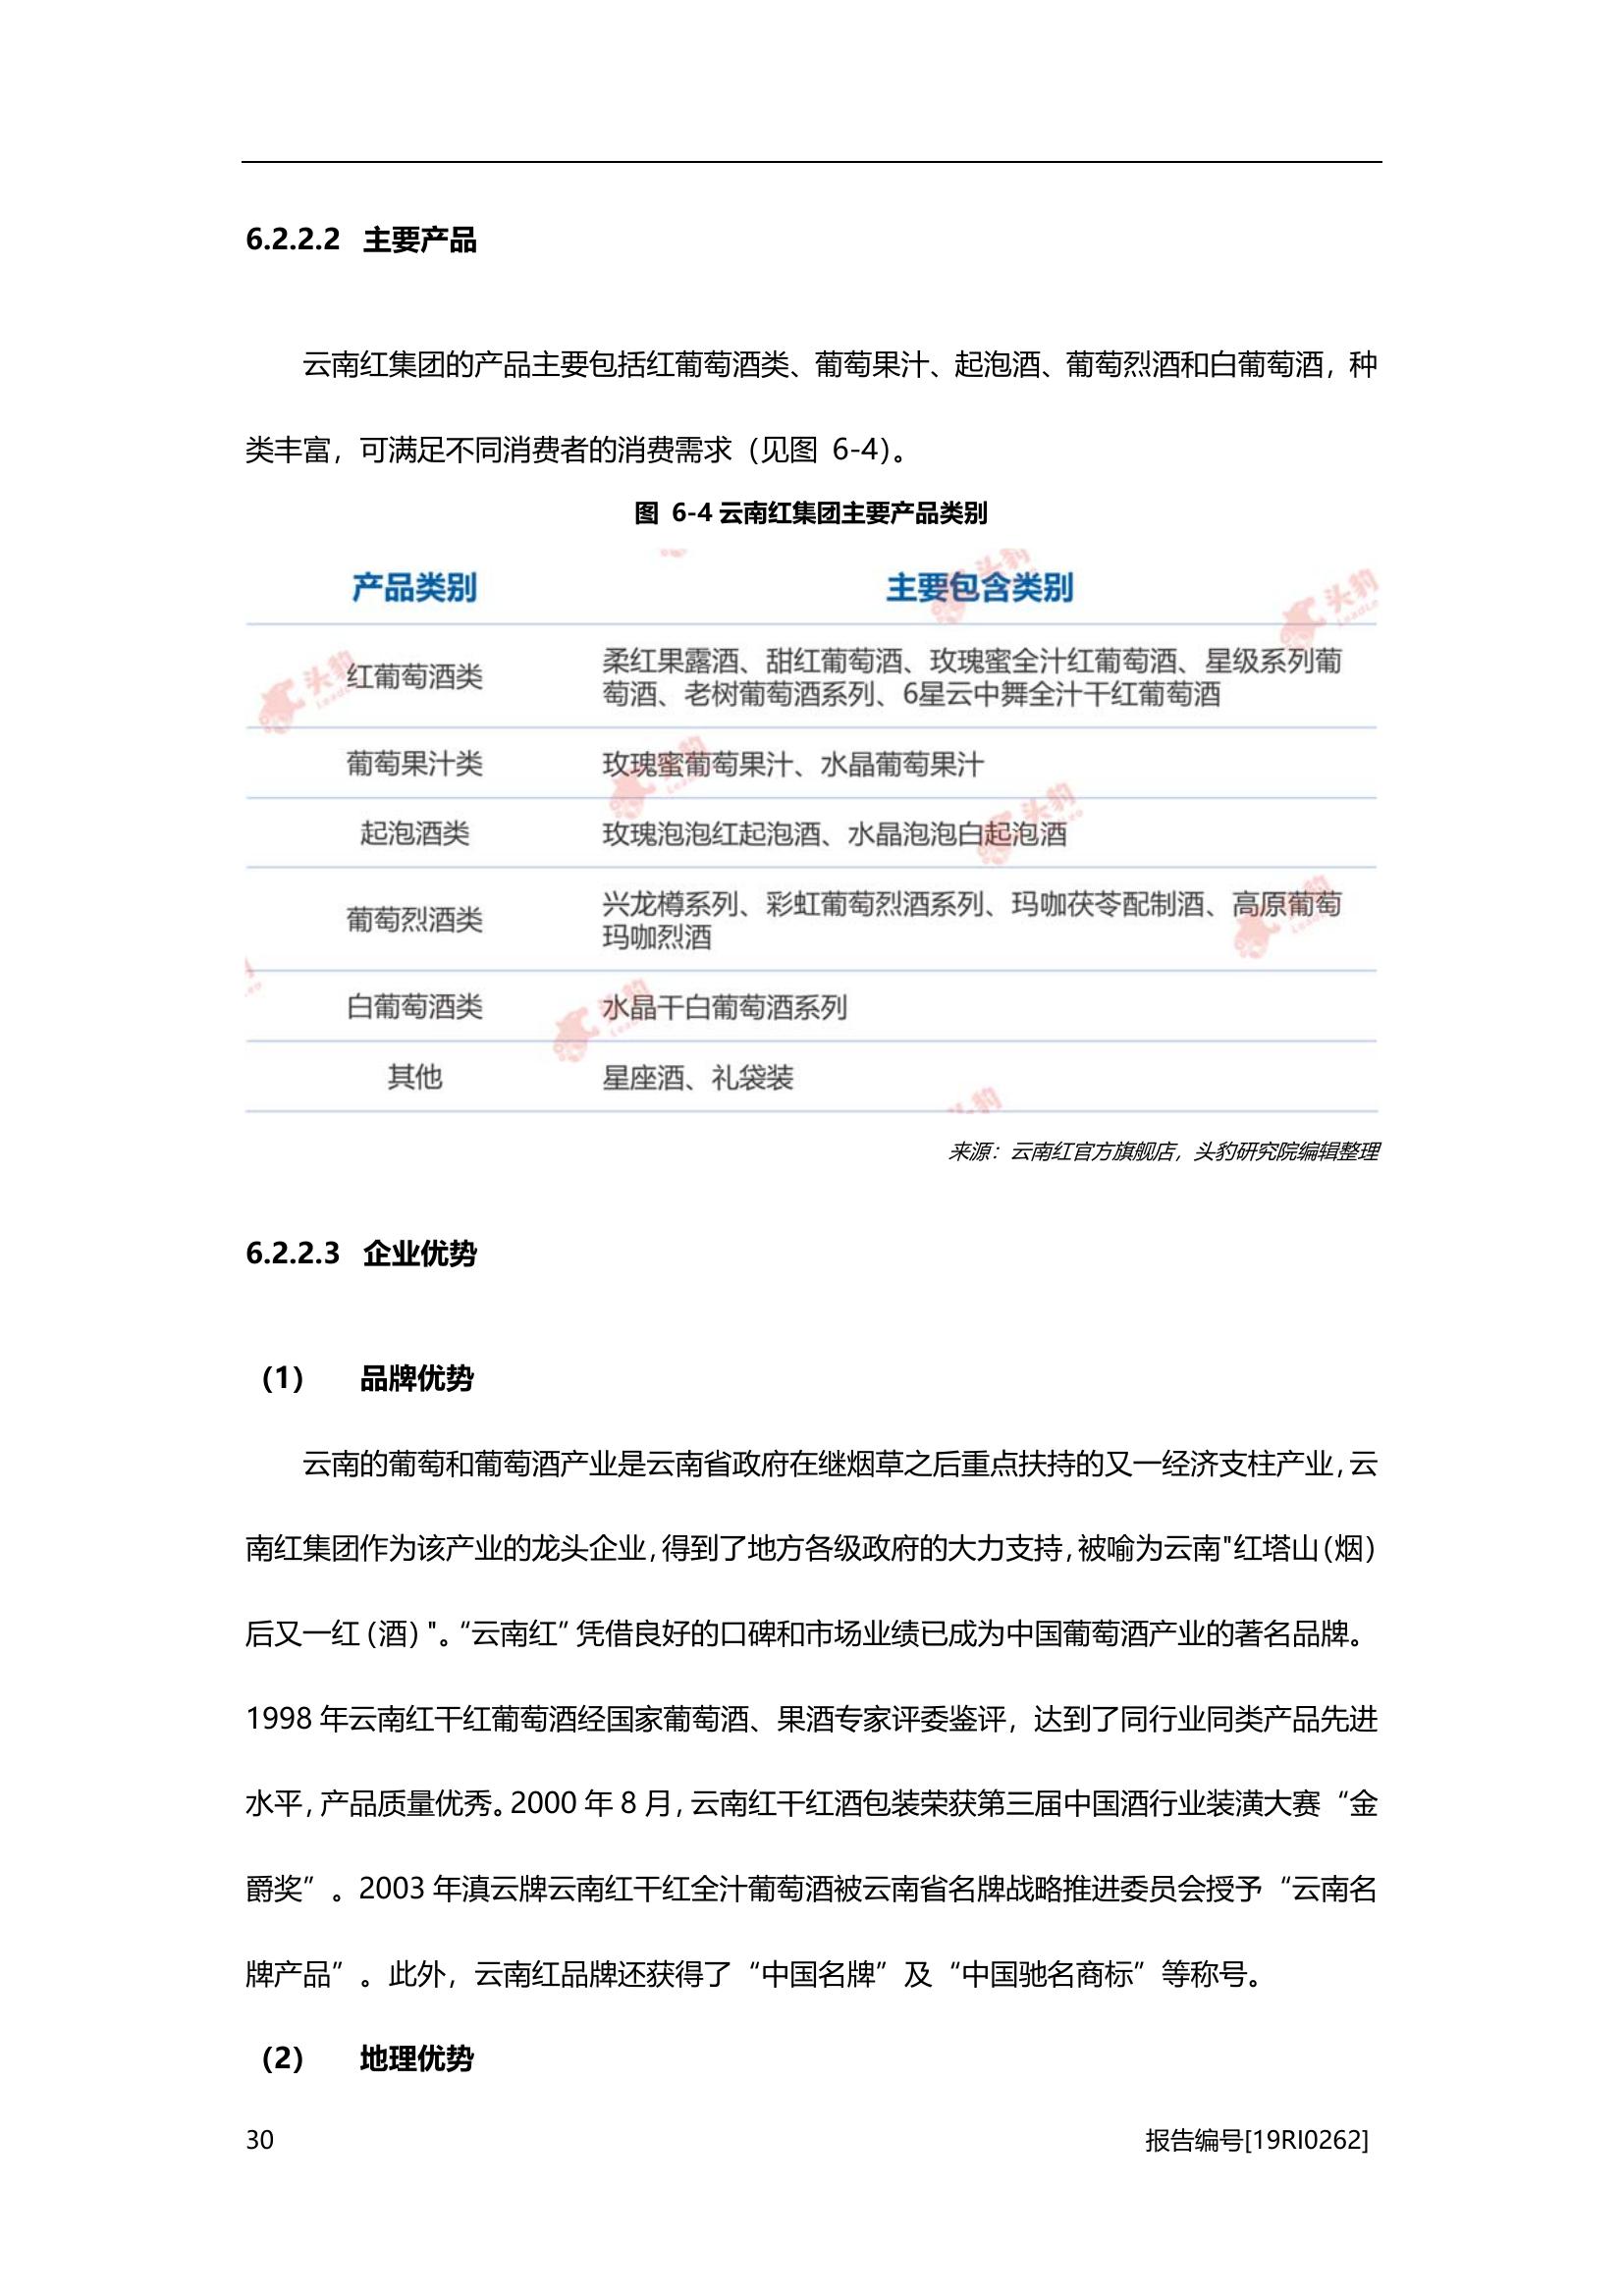 6.2.2.2 主要产品
云南红集团的产品主要包括红葡萄酒类、葡萄果汁、起泡酒、葡萄烈酒和白葡萄酒，种
类丰富，可满足不同消费者的消费需求（见图 6-4）。
图 6-4 云南红集团主要产品类别
产品类别 主要包含类别
红葡萄酒类 柔红果露酒、甜红葡萄酒、玫瑰蜜全汁红葡萄酒、星级系列葡
萄酒、老树葡萄酒系列、6星云中舞全汁干红葡萄酒
葡萄果汁类 玫瑰蜜葡萄果汁、水晶葡萄果汁
起泡酒类 玫瑰泡泡红起泡酒、水晶泡泡白起泡酒
葡萄烈酒类 兴龙樽系列、彩虹葡萄烈酒系列、玛咖茯苓配制酒、高原葡萄
玛咖烈酒
白葡萄酒类 水晶干白葡萄酒系列
其他 星座酒、礼袋装
来源：云南红官方旗舰店，头豹研究院编辑整理
6.2.2.3 企业优势
（1） 品牌优势
云南的葡萄和葡萄酒产业是云南省政府在继烟草之后重点扶持的又一经济支柱产业，云
南红集团作为该产业的龙头企业，得到了地方各级政府的大力支持，被喻为云南"红塔山（烟）
后又一红（酒）"。“云南红”凭借良好的口碑和市场业绩已成为中国葡萄酒产业的著名品牌。
1998 年云南红干红葡萄酒经国家葡萄酒、果酒专家评委鉴评，达到了同行业同类产品先进
水平，产品质量优秀。2000 年 8 月，云南红干红酒包装荣获第三届中国酒行业装潢大赛“金
爵奖”。2003 年滇云牌云南红干红全汁葡萄酒被云南省名牌战略推进委员会授予“云南名
牌产品”。此外，云南红品牌还获得了“中国名牌”及“中国驰名商标”等称号。
（2） 地理优势
30 报告编号[19RI0262]